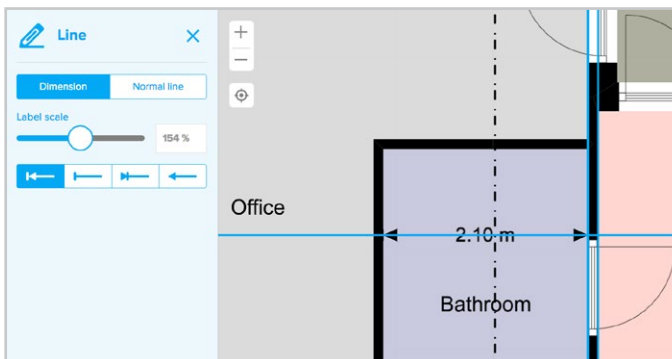 Line
Dimension
Normal line
Label scale
154 %
Office
2.10 m
Bathroom